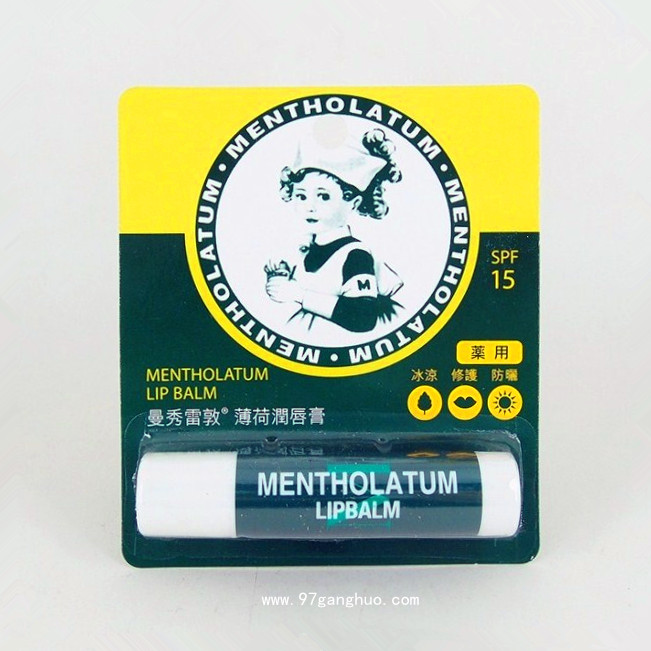 MENTHOLATUM · MENTHOLATUM · MENTHOLATUM ·
M
SPF
15
藥用
MENTHOLATUM
LIP BALM
冰涼 修護 防曬
曼秀雷敦® 薄荷潤唇膏
MENTHOLATUM
LIPBALM
www.97ganghuo.com